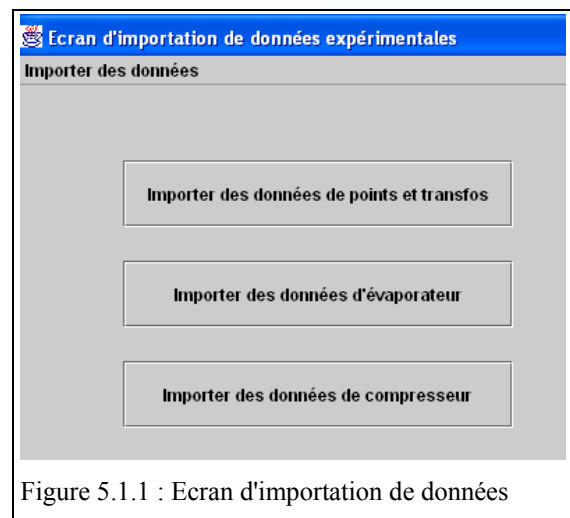 Ecran d'importation de données expérimentales
Importer des données
Importer des données de points et transfos
Importer des données d'évaporateur
Importer des données de compresseur
Figure 5.1.1 : Ecran d'importation de données